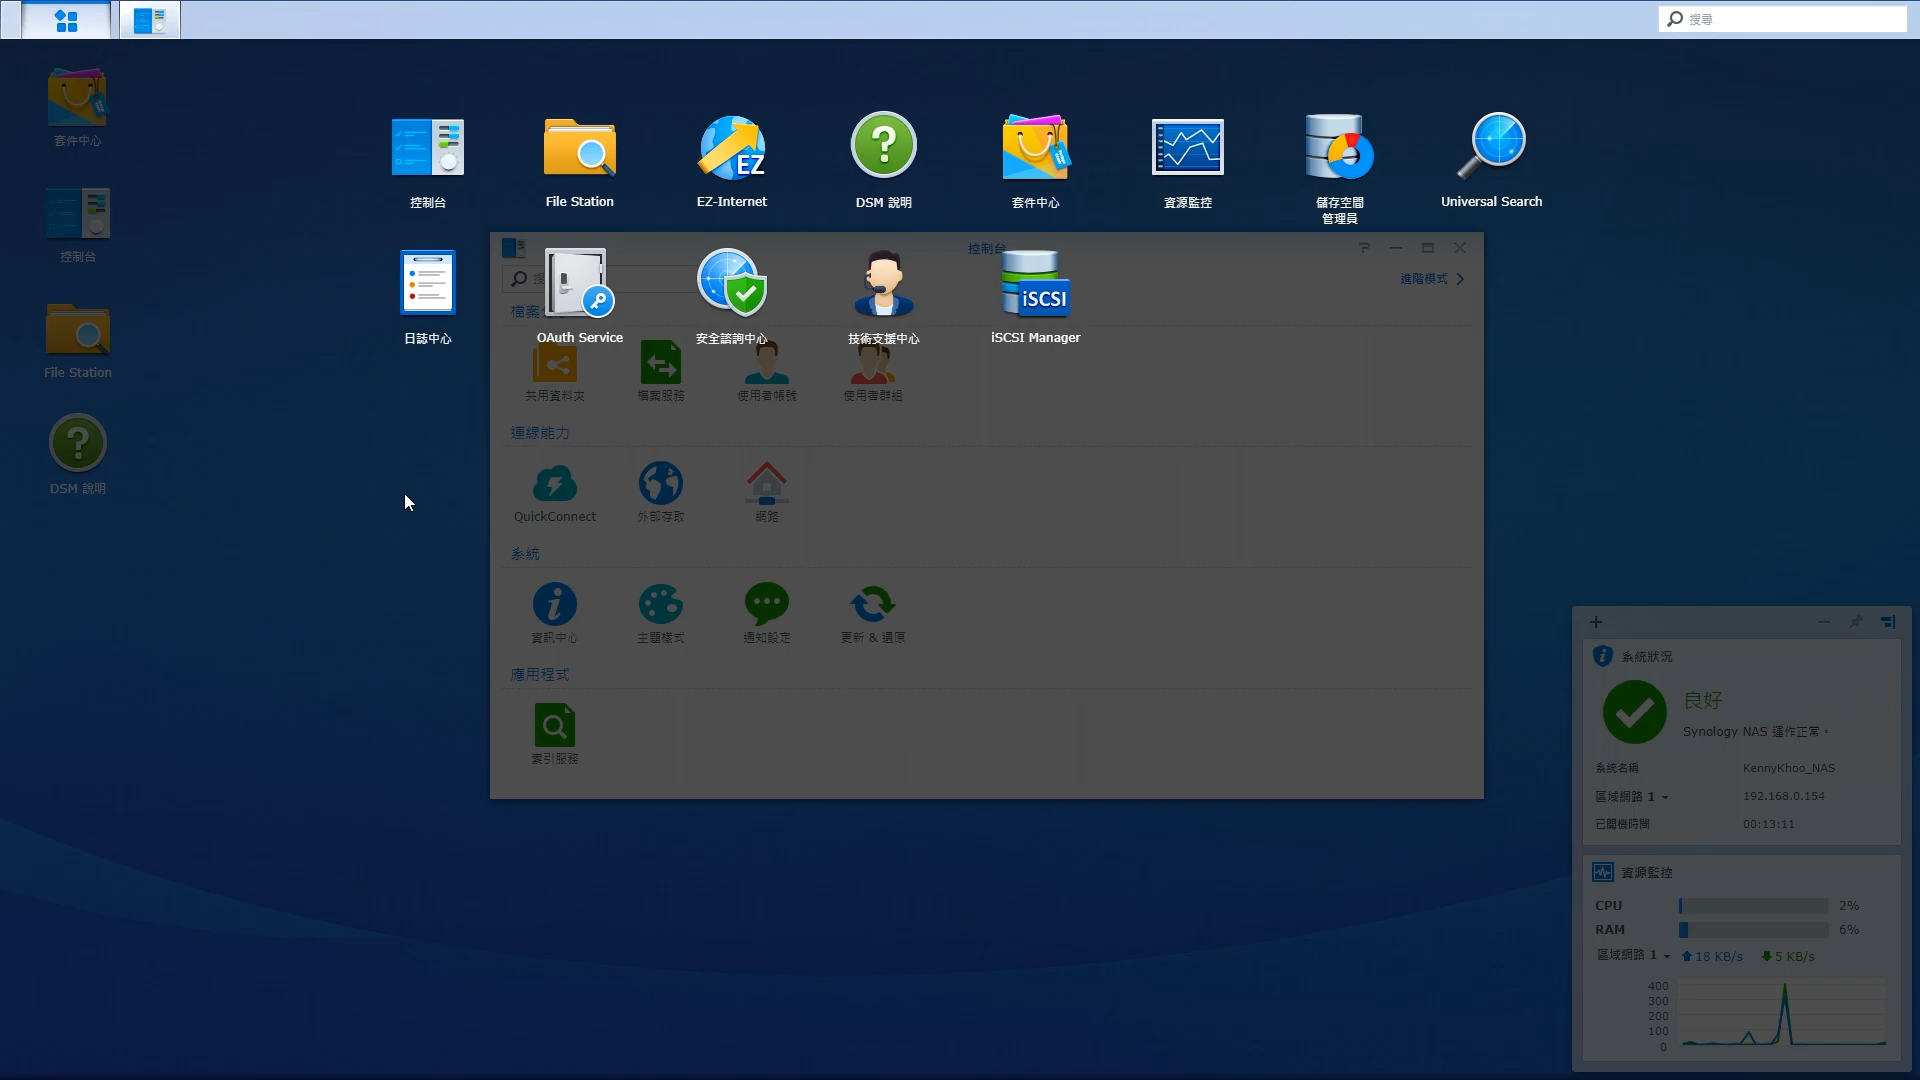 搜尋
套件中心
控制台
File Station
DSM 說明
控制台
File Station
EZ
EZ-Internet
DSM 說明
套件中心
資源監控
儲存空間
管理員
Universal Search
日誌中心
OAuth Service
安全諮詢中心
技術支援中心
iSCSI
iSCSI Manager
控制台
進階模式
檔案
共用資料夾
檔案服務
使用者帳號
使用者群組
連線能力
QuickConnect
外部存取
網路
系統
資訊中心
主題樣式
通知設定
更新 & 還原
應用程式
索引服務
系統狀況
良好
Synology NAS 運作正常。
系統名稱 KennyKhoo_NAS
區域網路 1 192.168.0.154
已開機時間 00:13:11
資源監控
CPU 2%
RAM 6%
區域網路 1 18 KB/s 5 KB/s
400
300
200
100
0